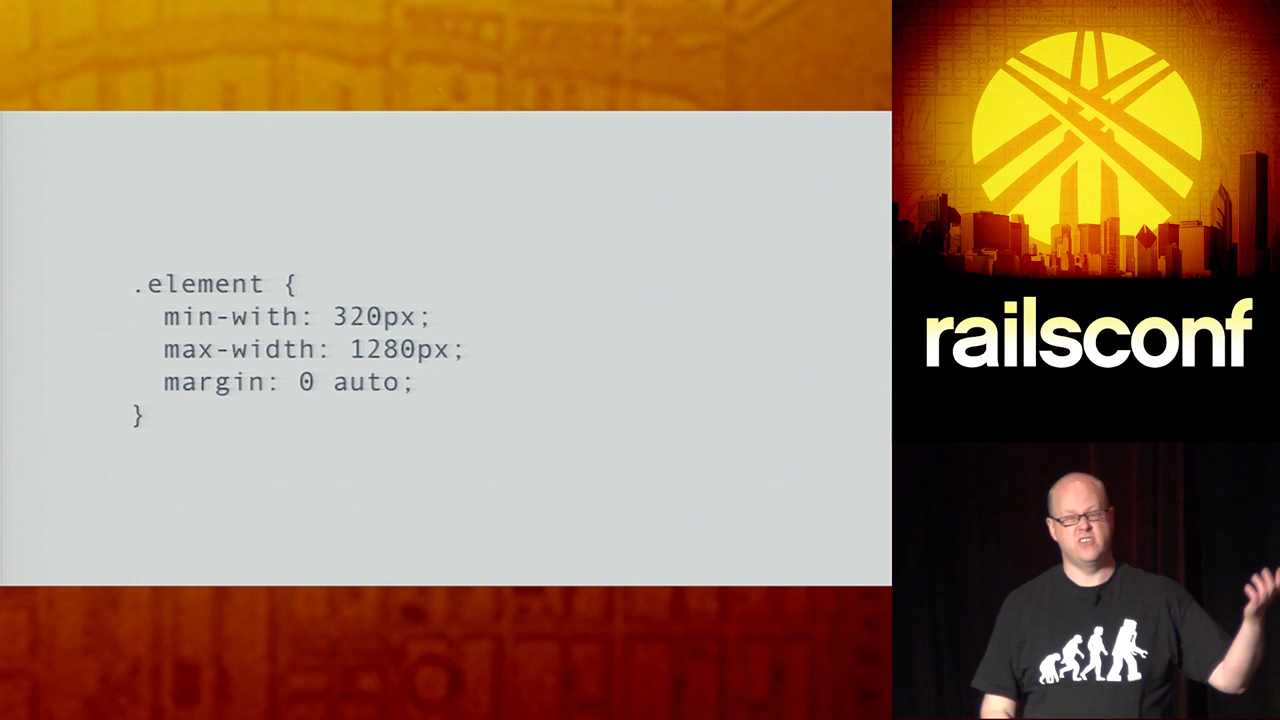 .element {
min-with: 320px;
max-width: 1280px;
margin: 0 auto;
}
railsconf